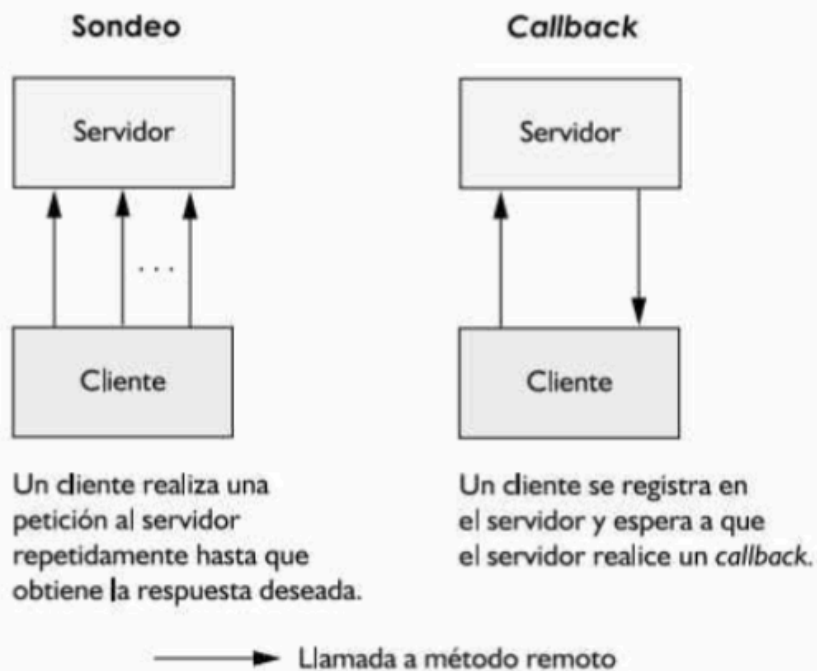 Sondeo
Servidor
. . .
Cliente
Un cliente realiza una
petición al servidor
repetidamente hasta que
obtiene la respuesta deseada.
Callback
Servidor
Cliente
Un cliente se registra en
el servidor y espera a que
el servidor realice un callback.
Llamada a método remoto